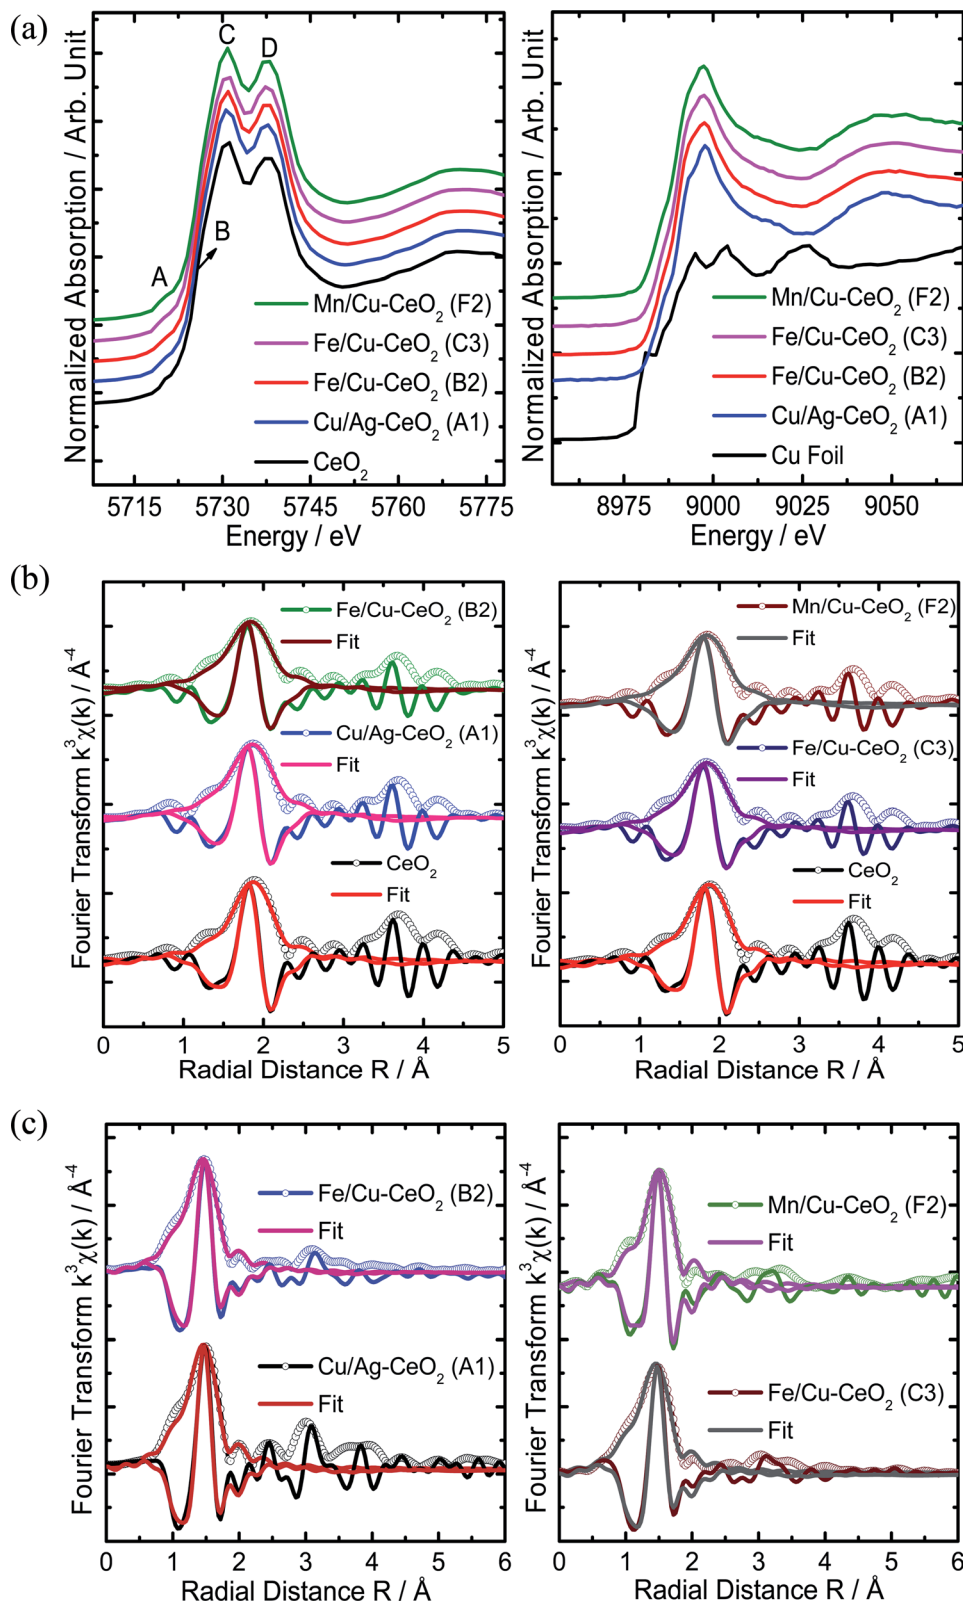 (a)
Normalized Absorption / Arb. Unit
C
D
A
B
Mn/Cu–CeO₂ (F2)
Fe/Cu–CeO₂ (C3)
Fe/Cu–CeO₂ (B2)
Cu/Ag–CeO₂ (A1)
CeO₂
5715 5730 5745 5760 5775
Energy / eV
Normalized Absorption / Arb. Unit
Mn/Cu–CeO₂ (F2)
Fe/Cu–CeO₂ (C3)
Fe/Cu–CeO₂ (B2)
Cu/Ag–CeO₂ (A1)
Cu Foil
8975 9000 9025 9050
Energy / eV
(b)
Fourier Transform k³χ(k) / Å⁻⁴
Fe/Cu–CeO₂ (B2)
Fit
Cu/Ag–CeO₂ (A1)
Fit
CeO₂
Fit
0 1 2 3 4 5
Radial Distance R / Å
Fourier Transform k³χ(k) / Å⁻⁴
Mn/Cu–CeO₂ (F2)
Fit
Fe/Cu–CeO₂ (C3)
Fit
CeO₂
Fit
0 1 2 3 4 5
Radial Distance R / Å
(c)
Fourier Transform k³χ(k) / Å⁻⁴
Fe/Cu–CeO₂ (B2)
Fit
Cu/Ag–CeO₂ (A1)
Fit
0 1 2 3 4 5 6
Radial Distance R / Å
Fourier Transform k³χ(k) / Å⁻⁴
Mn/Cu–CeO₂ (F2)
Fit
Fe/Cu–CeO₂ (C3)
Fit
0 1 2 3 4 5 6
Radial Distance R / Å